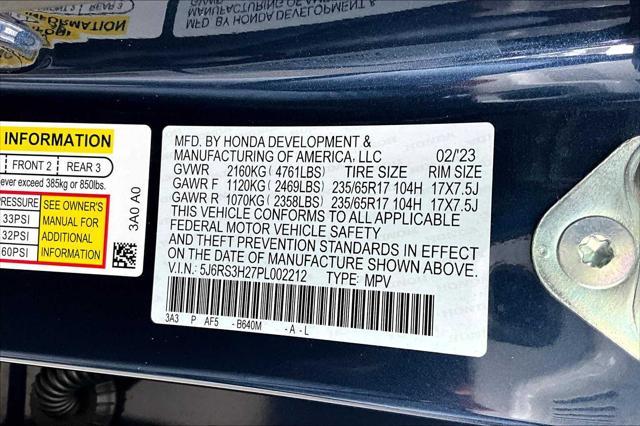 INFORMATION
FRONT 2 REAR 3
ever exceed 385kg or 850lbs.
PRESSURE
33PSI
32PSI
60PSI
SEE OWNER'S
MANUAL FOR
ADDITIONAL
INFORMATION
3A0 A0
MFD. BY HONDA DEVELOPMENT &
MANUFACTURING OF AMERICA, LLC 02/'23
GVWR 2160KG (4761LBS) TIRE SIZE RIM SIZE
GAWR F 1120KG (2469LBS) 235/65R17 104H 17X7.5J
GAWR R 1070KG (2358LBS) 235/65R17 104H 17X7.5J
THIS VEHICLE CONFORMS TO ALL APPLICABLE
FEDERAL MOTOR VEHICLE SAFETY
AND THEFT PREVENTION STANDARDS IN EFFECT
ON THE DATE OF MANUFACTURE SHOWN ABOVE.
V.I.N.: 5J6RS3H27PL002212 TYPE: MPV
3A3 P AF5 - B640M - A - L